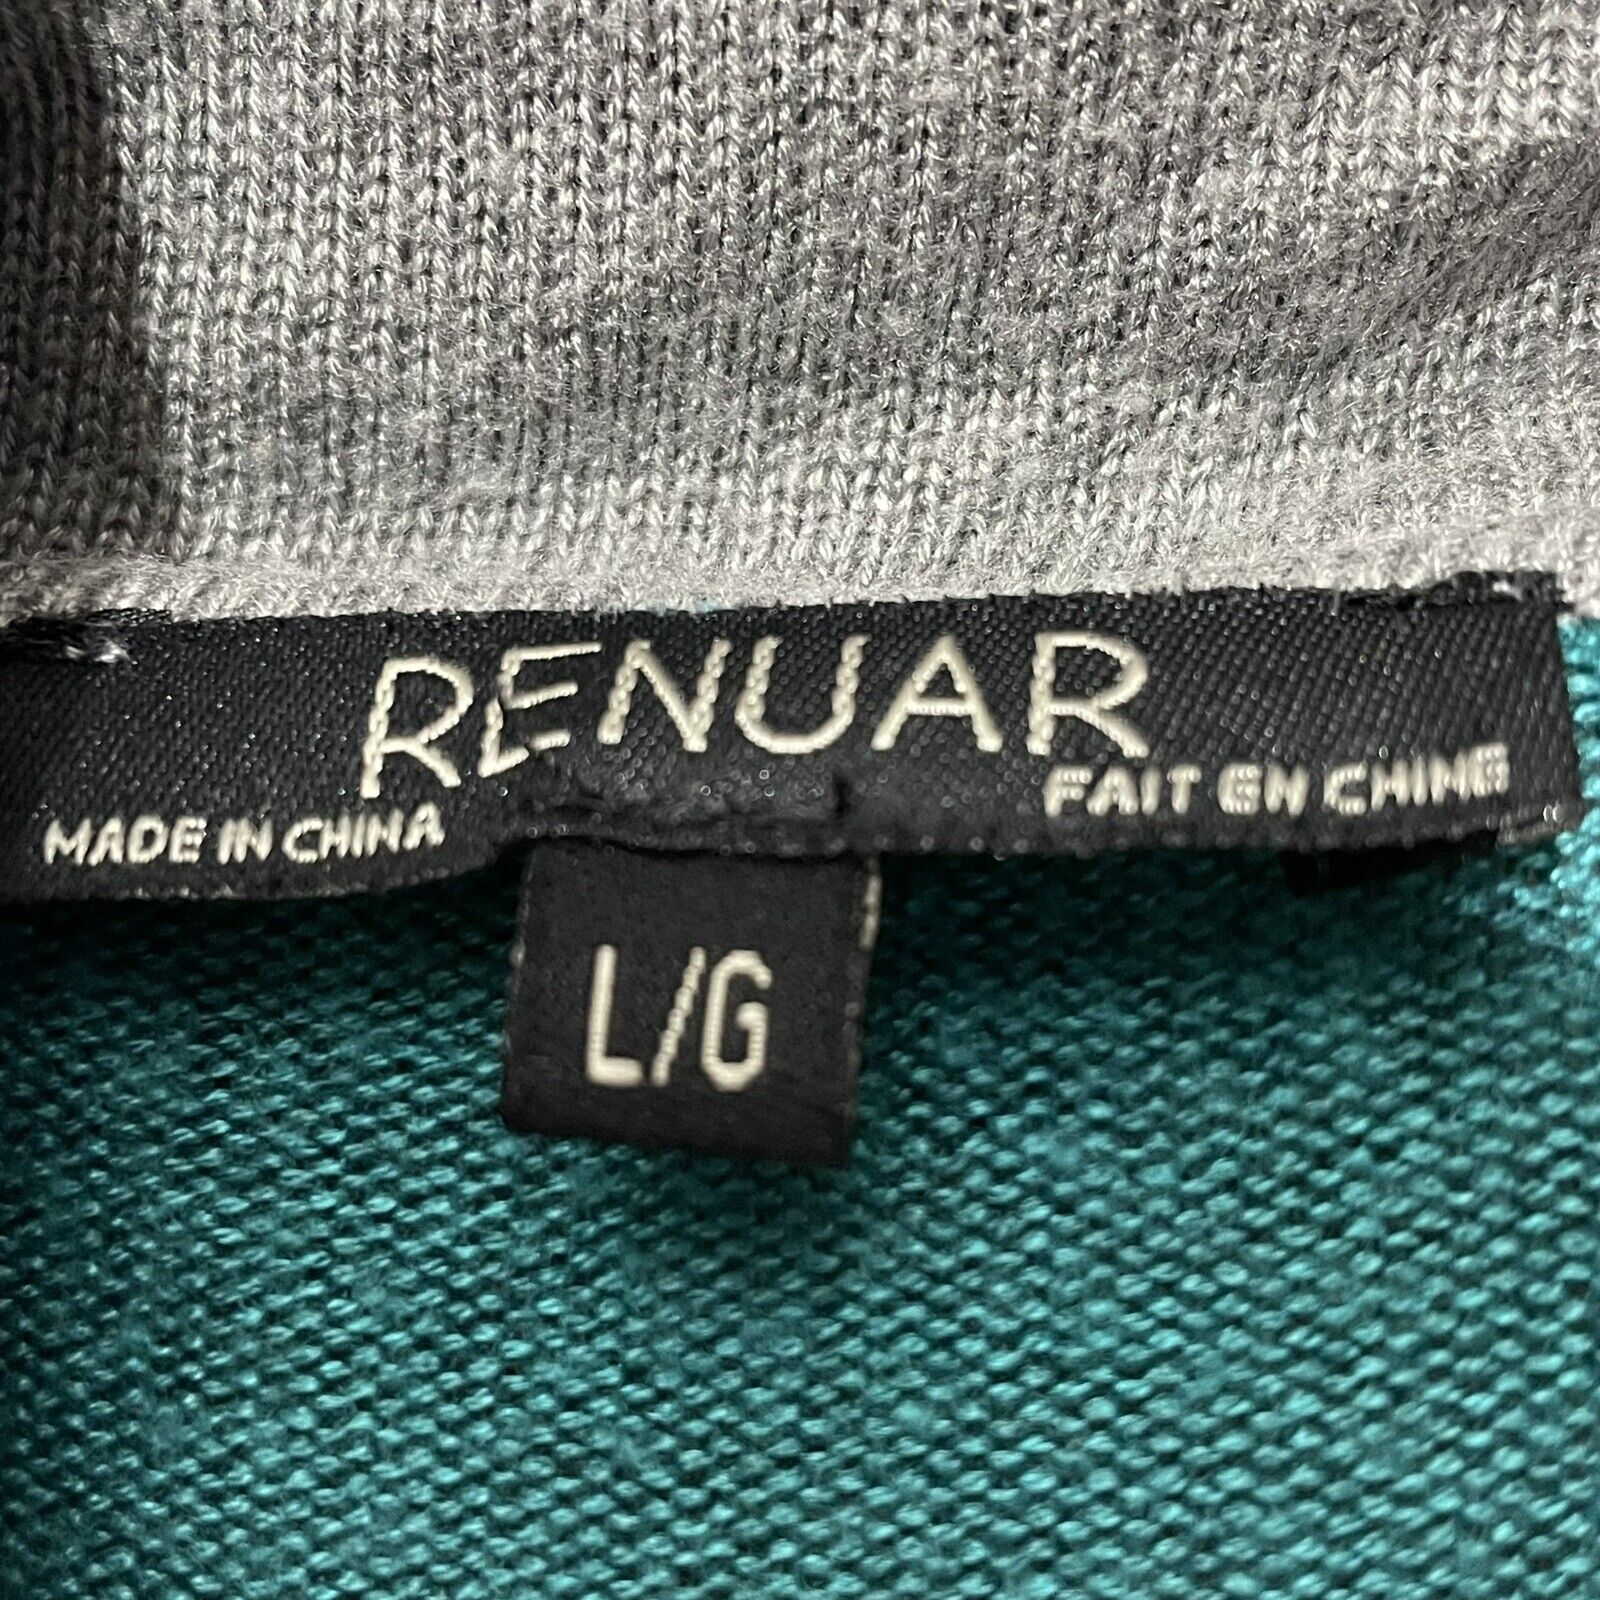 RENUAR
MADE IN CHINA
FAIT EN CHINE
L/G